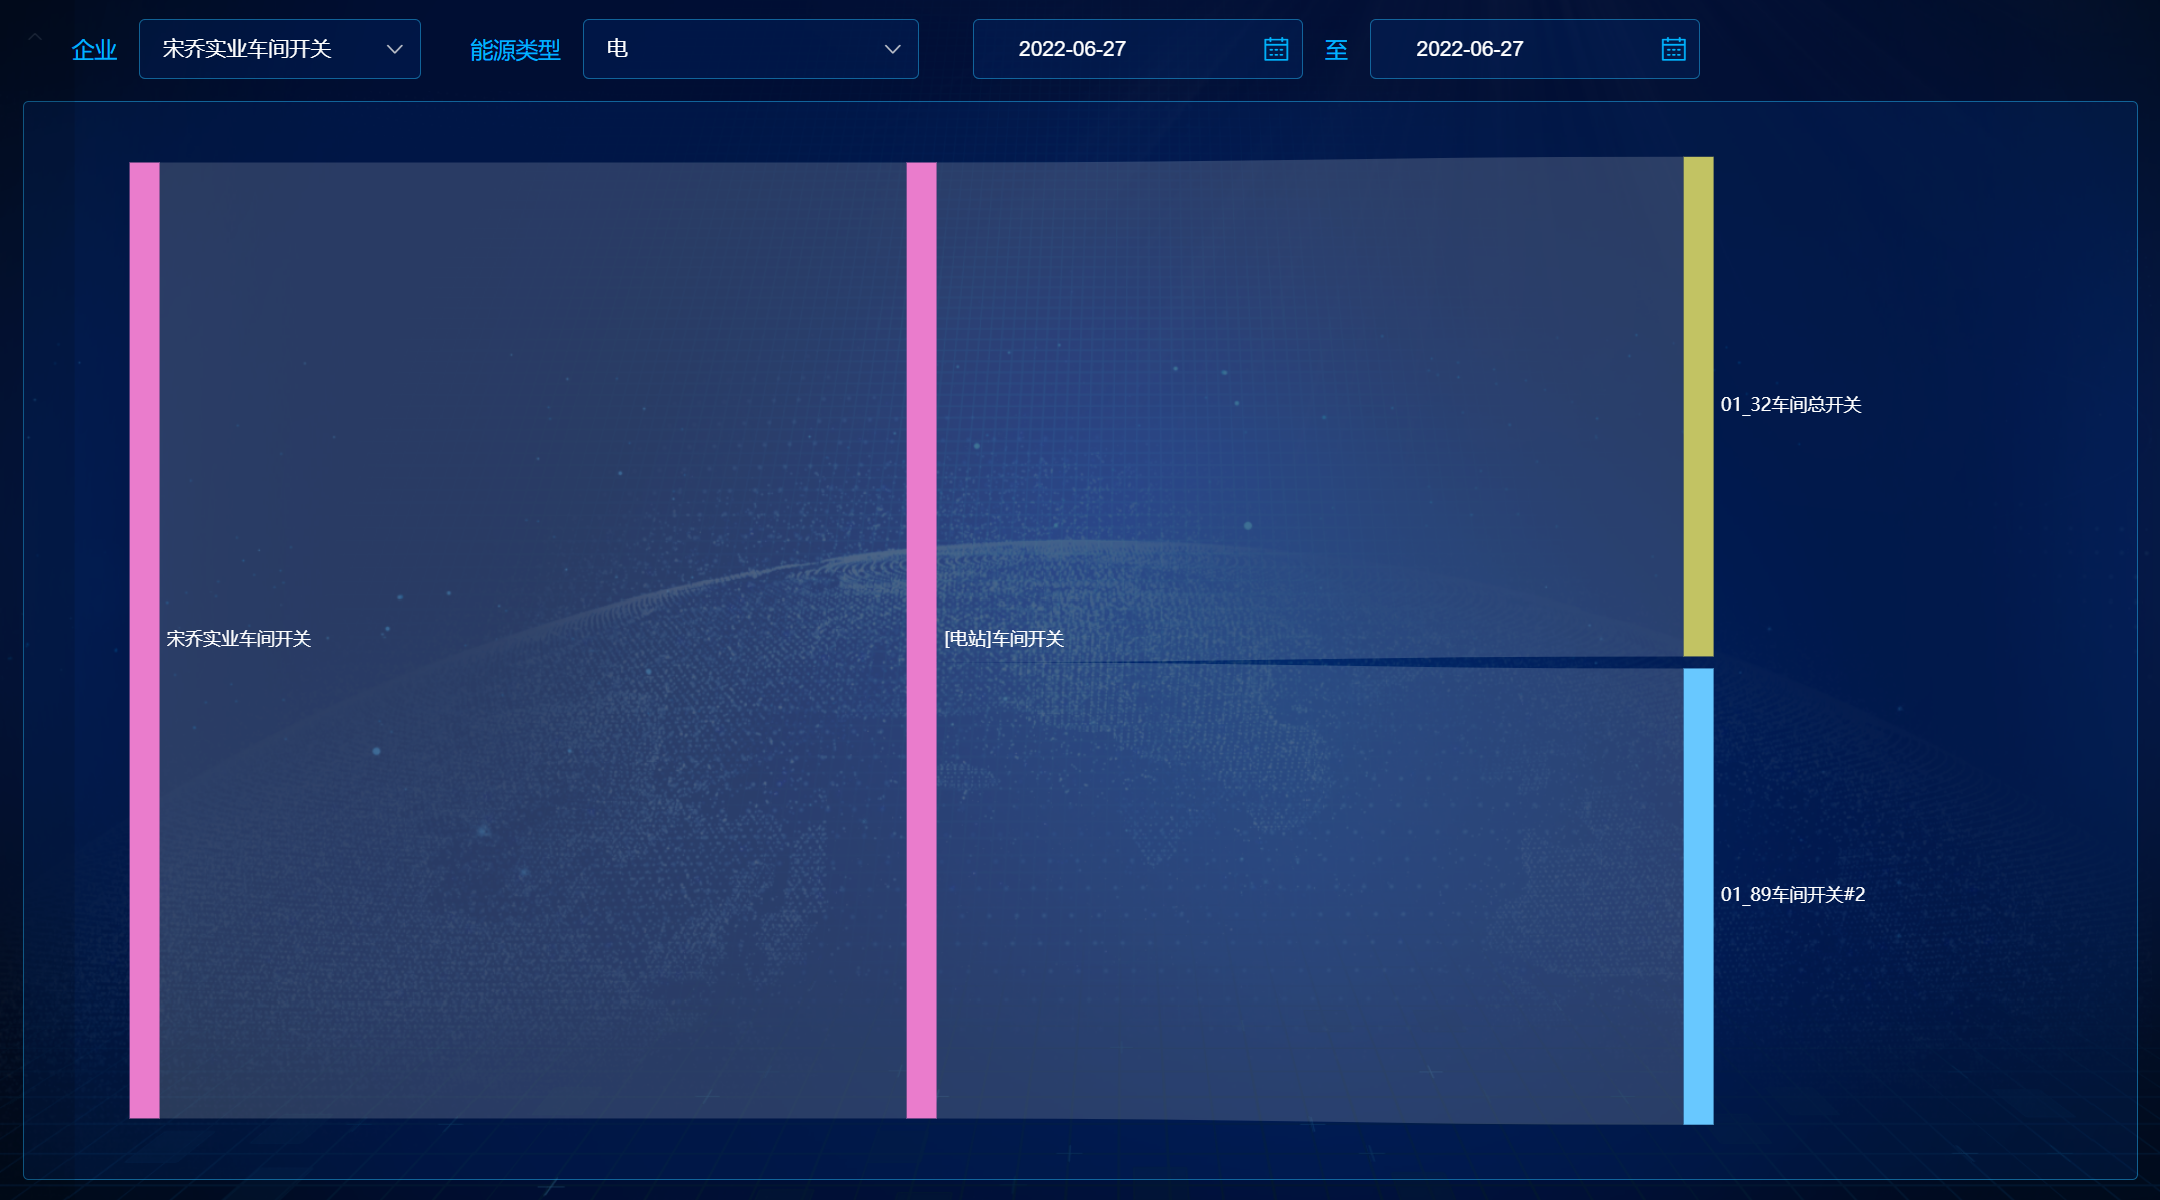 企业 宋乔实业车间开关 能源类型 电 2022-06-27 至 2022-06-27
01_32车间总开关
宋乔实业车间开关 [电站]车间开关
01_89车间开关#2